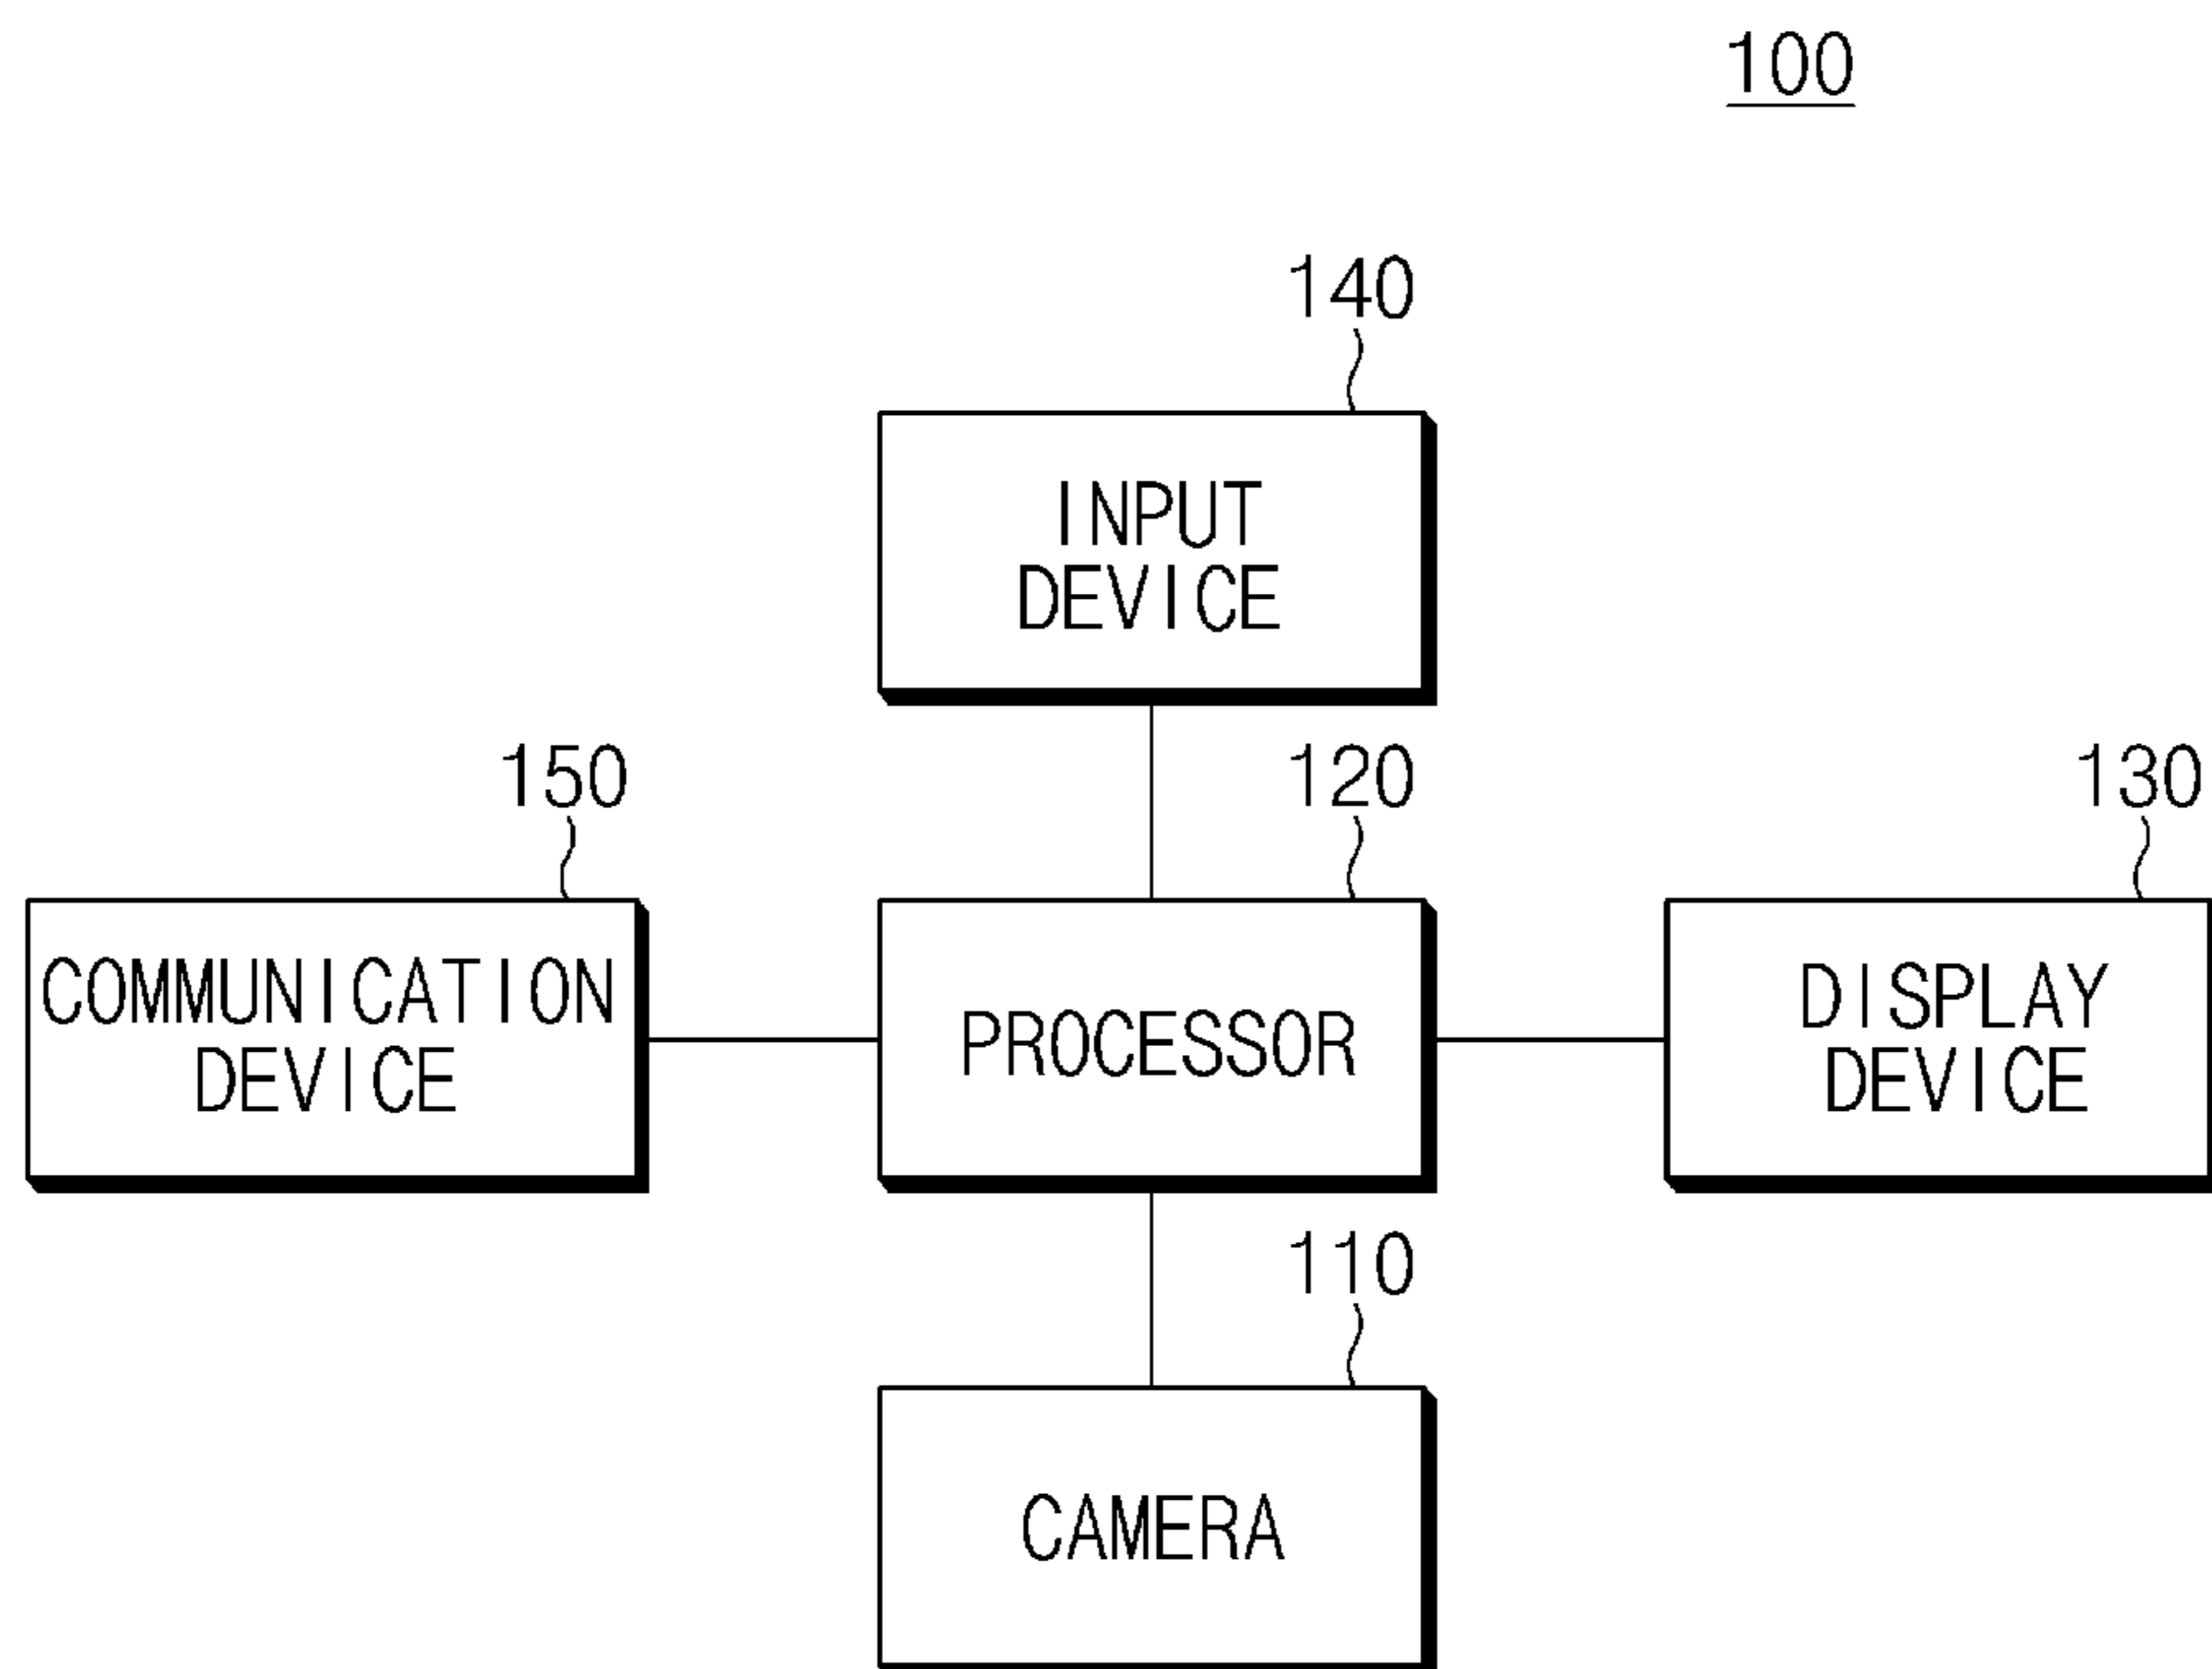 100
140
INPUT
DEVICE
150
120
130
COMMUNICATION
DEVICE
PROCESSOR
DISPLAY
DEVICE
110
CAMERA